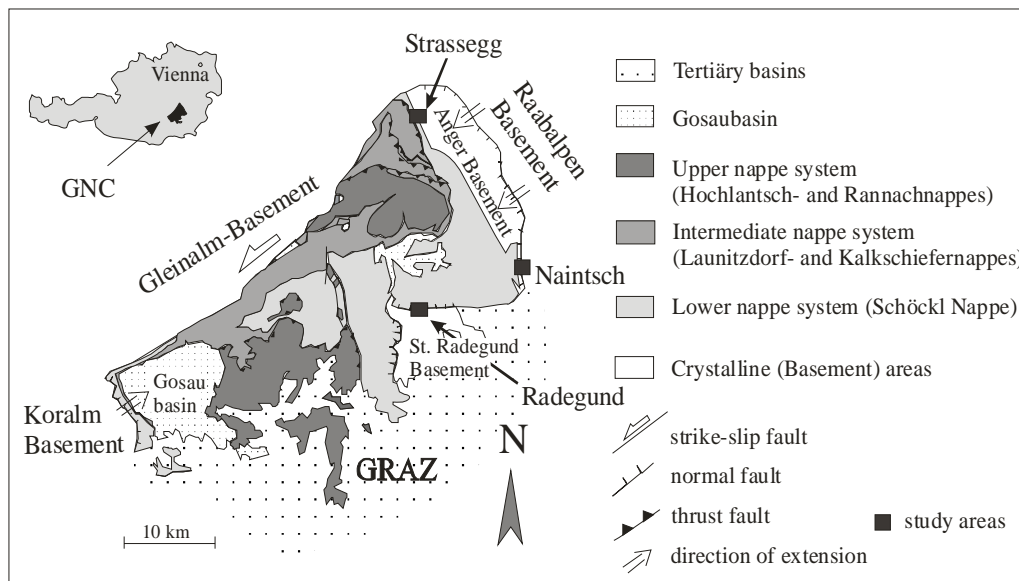 Vienna
GNC
Strassegg
Raabalpen
Basement
Anger Basement
Gleinalm-Basement
Naintsch
St. Radegund
Basement
Radegund
Gosau
basin
Koralm
Basement
GRAZ
N
10 km
Tertiäry basins
Gosaubasin
Upper nappe system
(Hochlantsch- and Rannachnappes)
Intermediate nappe system
(Launitzdorf- and Kalkschiefernappes)
Lower nappe system (Schöckl Nappe)
Crystalline (Basement) areas
strike-slip fault
normal fault
thrust fault
direction of extension
study areas